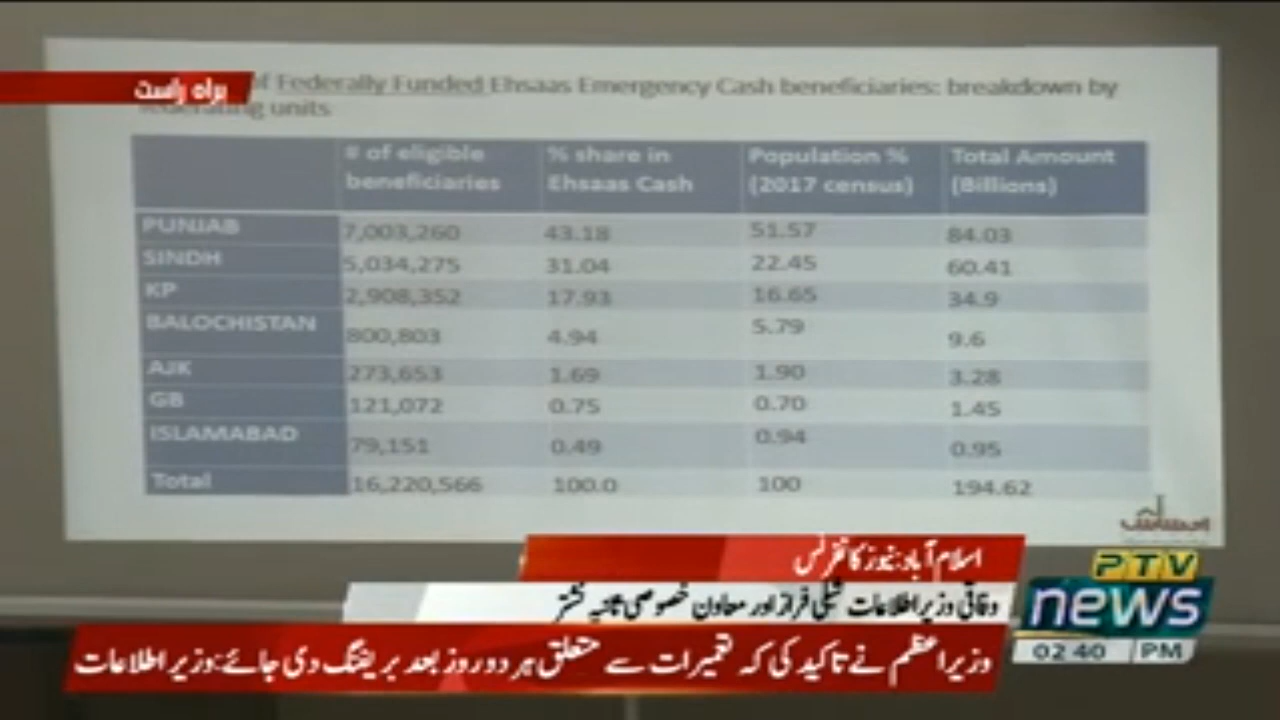 براہ راست
of Federally Funded Ehsaas Emergency Cash beneficiaries: breakdown by
federating units
# of eligible beneficiaries % share in Ehsaas Cash Population % (2017 census) Total Amount (Billions)
PUNJAB 7,003,260 43.18 51.57 84.03
SINDH 5,034,275 31.04 22.45 60.41
KP 2,908,352 17.93 16.65 34.9
BALOCHISTAN 800,803 4.94 5.79 9.6
AJK 273,653 1.69 1.90 3.28
GB 121,072 0.75 0.70 1.45
ISLAMABAD 79,151 0.49 0.94 0.95
Total 16,220,566 100.0 100 194.62
احساس
اسلام آباد: نیوز کانفرنس
وفاقی وزیر اطلاعات شبلی فراز اور معاون خصوصی ثانیہ نشتر
وزیراعظم نے تاکید کی کہ تعمیرات سے متعلق ہر دو روز بعد بریفنگ دی جائے: وزیر اطلاعات
PTV
news
02:40 PM